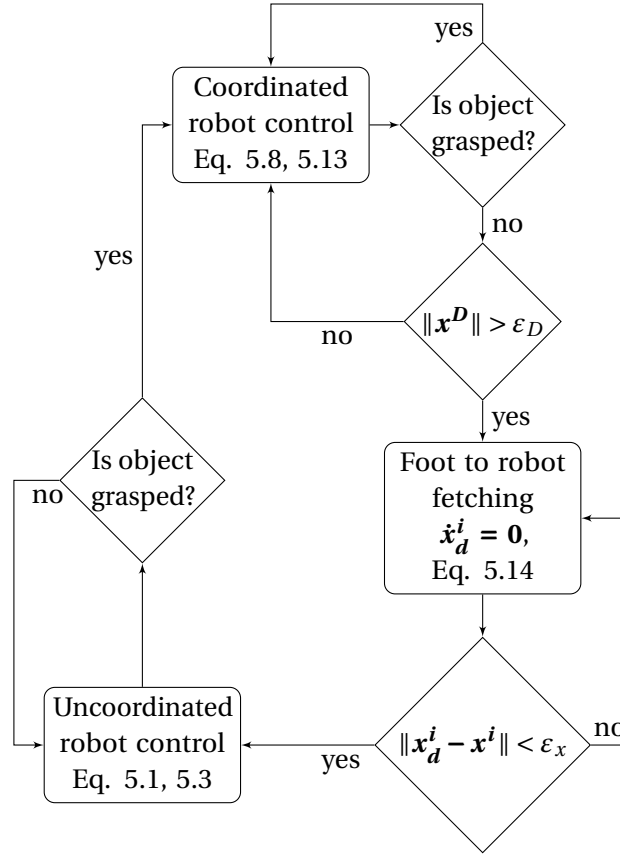 yes
Coordinated
robot control
Eq. 5.8, 5.13
Is object
grasped?
no
yes
‖x^D‖ > ε_D
no
yes
Is object
grasped?
no
Foot to robot
fetching
ẋ_d^i = 0,
Eq. 5.14
Uncoordinated
robot control
Eq. 5.1, 5.3
yes
‖x_d^i − x^i‖ < ε_x
no